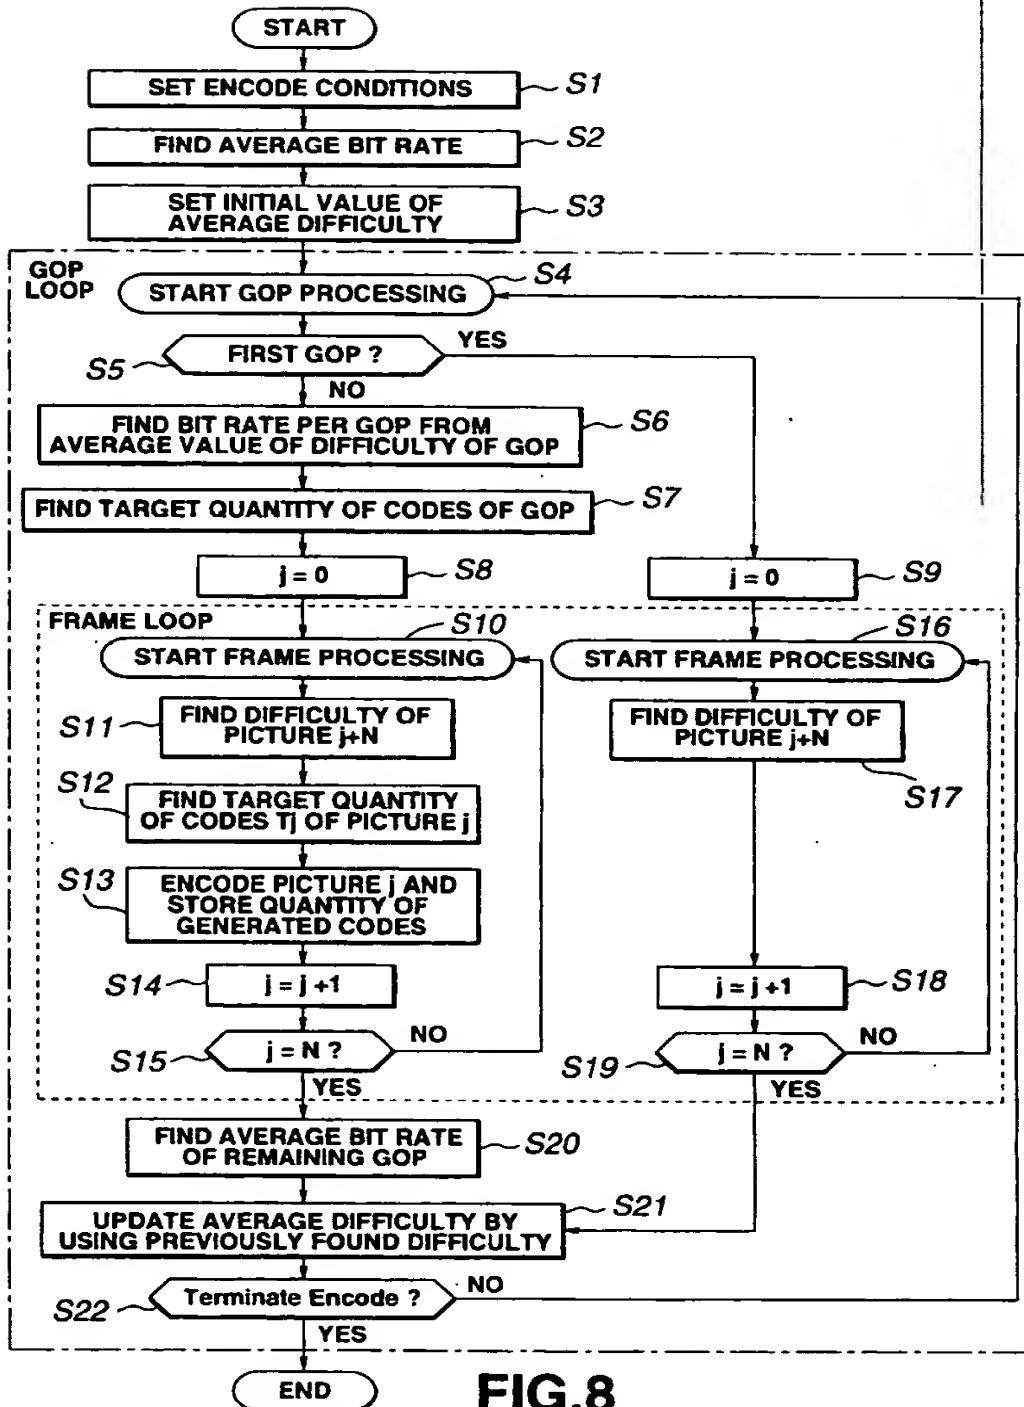 START
SET ENCODE CONDITIONS
S1
FIND AVERAGE BIT RATE
S2
SET INITIAL VALUE OF
AVERAGE DIFFICULTY
S3
GOP
LOOP
START GOP PROCESSING
S4
FIRST GOP ?
YES
S5
NO
FIND BIT RATE PER GOP FROM
AVERAGE VALUE OF DIFFICULTY OF GOP
S6
FIND TARGET QUANTITY OF CODES OF GOP
S7
j = 0
S8
j = 0
S9
FRAME LOOP
START FRAME PROCESSING
S10
START FRAME PROCESSING
S16
S11
FIND DIFFICULTY OF
PICTURE j+N
FIND DIFFICULTY OF
PICTURE j+N
S17
S12
FIND TARGET QUANTITY
OF CODES Tj OF PICTURE j
S13
ENCODE PICTURE j AND
STORE QUANTITY OF
GENERATED CODES
S14
j = j +1
j = j +1
S18
S15
j = N ?
NO
YES
S19
j = N ?
NO
YES
FIND AVERAGE BIT RATE
OF REMAINING GOP
S20
UPDATE AVERAGE DIFFICULTY BY
USING PREVIOUSLY FOUND DIFFICULTY
S21
S22
Terminate Encode ?
NO
YES
END
FIG.8